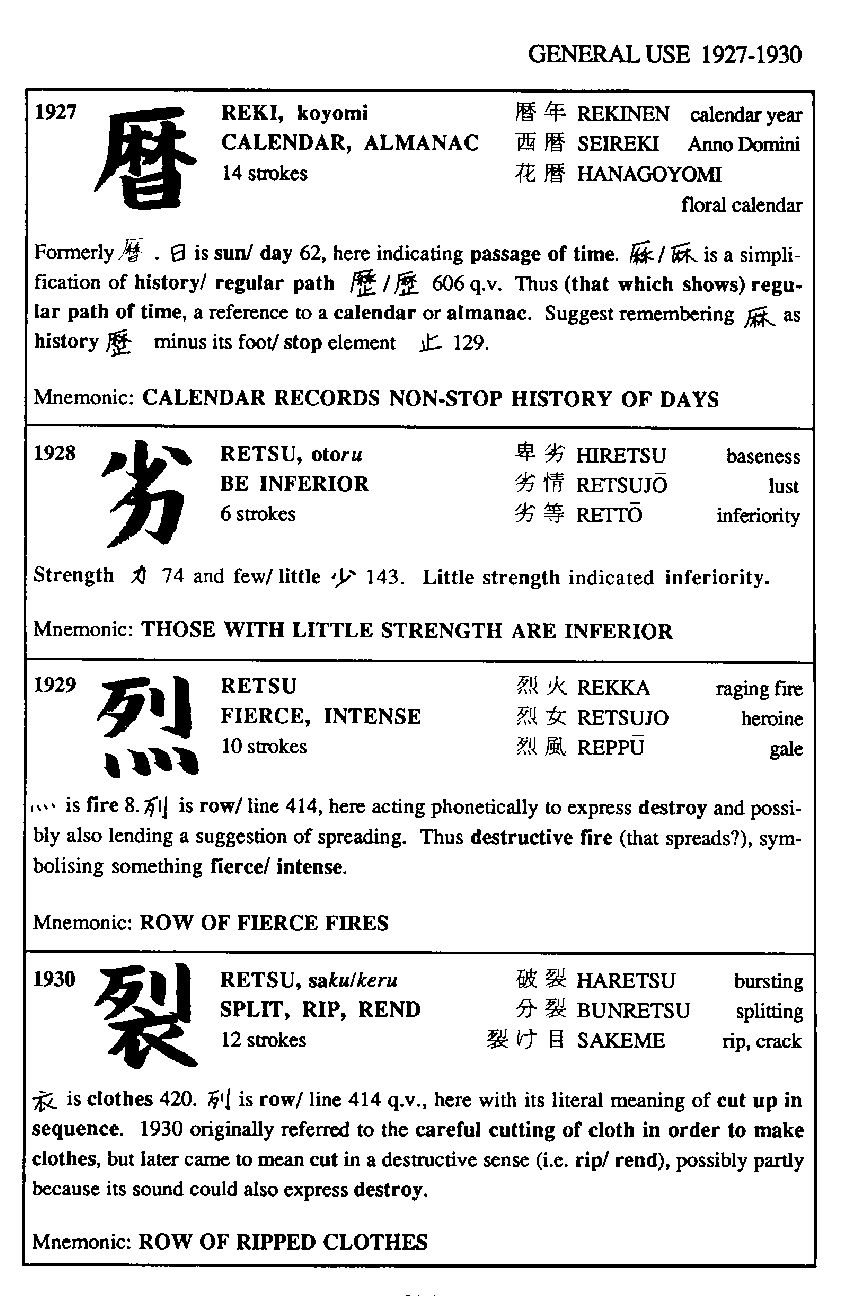 GENERAL USE 1927-1930
1927 暦 REKI, koyomi 暦年 REKINEN calendar year
CALENDAR, ALMANAC 西暦 SEIREKI Anno Domini
14 strokes 花暦 HANAGOYOMI
floral calendar
Formerly 曆 . 日 is sun/ day 62, here indicating passage of time. is a simpli-
fication of history/ regular path 歷/歴 606 q.v. Thus (that which shows) regu-
lar path of time, a reference to a calendar or almanac. Suggest remembering 厤 as
history 歴 minus its foot/ stop element 止 129.
Mnemonic: CALENDAR RECORDS NON-STOP HISTORY OF DAYS
1928 劣 RETSU, otoru 卑劣 HIRETSU baseness
BE INFERIOR 劣情 RETSUJŌ lust
6 strokes 劣等 RETTŌ inferiority
Strength 力 74 and few/ little 少 143. Little strength indicated inferiority.
Mnemonic: THOSE WITH LITTLE STRENGTH ARE INFERIOR
1929 烈 RETSU 烈火 REKKA raging fire
FIERCE, INTENSE 烈女 RETSUJO heroine
10 strokes 烈風 REPPŪ gale
灬 is fire 8. 列 is row/ line 414, here acting phonetically to express destroy and possi-
bly also lending a suggestion of spreading. Thus destructive fire (that spreads?), sym-
bolising something fierce/ intense.
Mnemonic: ROW OF FIERCE FIRES
1930 裂 RETSU, saku/keru 破裂 HARETSU bursting
SPLIT, RIP, REND 分裂 BUNRETSU splitting
12 strokes 裂け目 SAKEME rip, crack
衣 is clothes 420. 列 is row/ line 414 q.v., here with its literal meaning of cut up in
sequence. 1930 originally referred to the careful cutting of cloth in order to make
clothes, but later came to mean cut in a destructive sense (i.e. rip/ rend), possibly partly
because its sound could also express destroy.
Mnemonic: ROW OF RIPPED CLOTHES